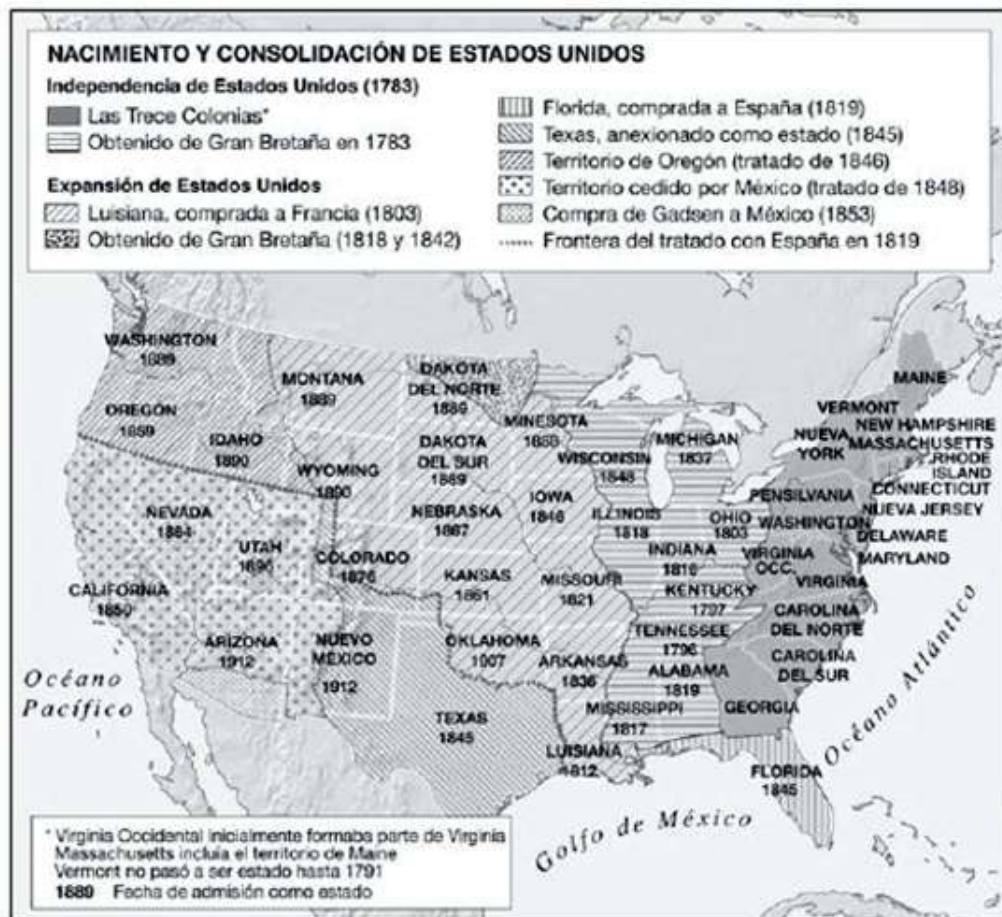 NACIMIENTO Y CONSOLIDACIÓN DE ESTADOS UNIDOS
Independencia de Estados Unidos (1783)
Las Trece Colonias*
Obtenido de Gran Bretaña en 1783
Expansión de Estados Unidos
Luisiana, comprada a Francia (1803)
Obtenido de Gran Bretaña (1818 y 1842)
Florida, comprada a España (1819)
Texas, anexionado como estado (1845)
Territorio de Oregón (tratado de 1846)
Territorio cedido por México (tratado de 1848)
Compra de Gadsen a México (1853)
Frontera del tratado con España en 1819
WASHINGTON
1889
OREGÓN
1859
IDAHO
1890
MONTANA
1889
WYOMING
1890
DAKOTA
DEL NORTE
1889
DAKOTA
DEL SUR
1889
NEBRASKA
1867
MINESOTA
1858
WISCONSIN
1848
MICHIGAN
1837
IOWA
1846
ILLINOIS
1818
OHIO
1803
INDIANA
1816
KENTUCKY
1797
TENNESSEE
1796
ALABAMA
1819
MISSISSIPPI
1817
NEVADA
1864
UTAH
1896
COLORADO
1876
KANSAS
1861
MISSOURI
1821
CALIFORNIA
1850
ARIZONA
1912
NUEVO
MÉXICO
1912
OKLAHOMA
1907
ARKANSAS
1836
TEXAS
1845
LUISIANA
1812
FLORIDA
1845
MAINE
VERMONT
NEW HAMPSHIRE
NUEVA
YORK
MASSACHUSETTS
RHODE
ISLAND
CONNECTICUT
PENSILVANIA
NUEVA JERSEY
WASHINGTON
DELAWARE
MARYLAND
VIRGINIA
OCC.
VIRGINIA
CAROLINA
DEL NORTE
CAROLINA
DEL SUR
GEORGIA
Océano
Pacífico
Océano Atlántico
Golfo de México
* Virginia Occidental inicialmente formaba parte de Virginia
Massachusetts incluía el territorio de Maine
Vermont no pasó a ser estado hasta 1791
1889 Fecha de admisión como estado